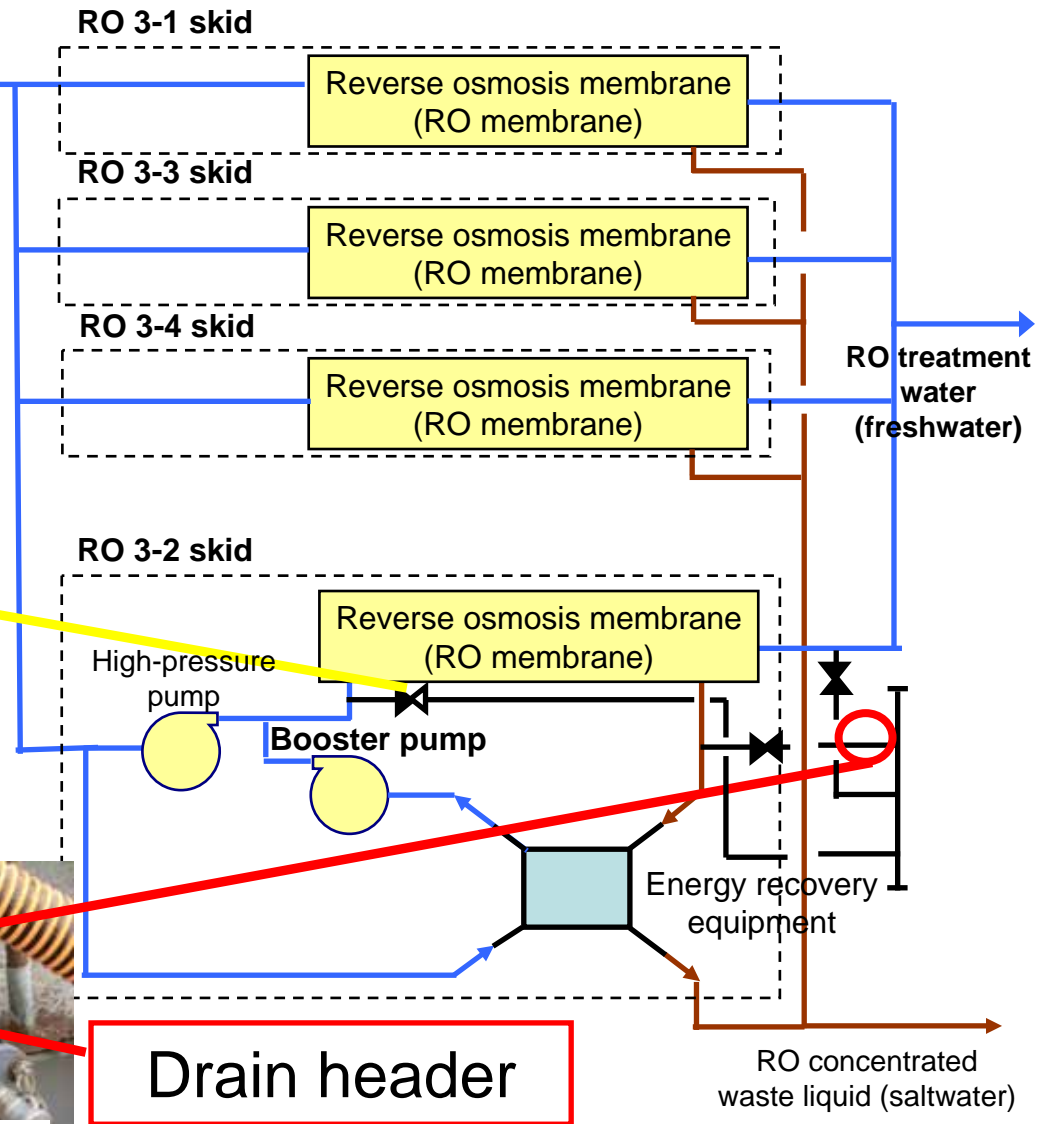 RO 3-1 skid
Reverse osmosis membrane
(RO membrane)
RO 3-3 skid
Reverse osmosis membrane
(RO membrane)
RO 3-4 skid
Reverse osmosis membrane
(RO membrane)
RO treatment
water
(freshwater)
RO 3-2 skid
Reverse osmosis membrane
(RO membrane)
High-pressure
pump
Booster pump
Energy recovery
equipment
Drain header
RO concentrated
waste liquid (saltwater)